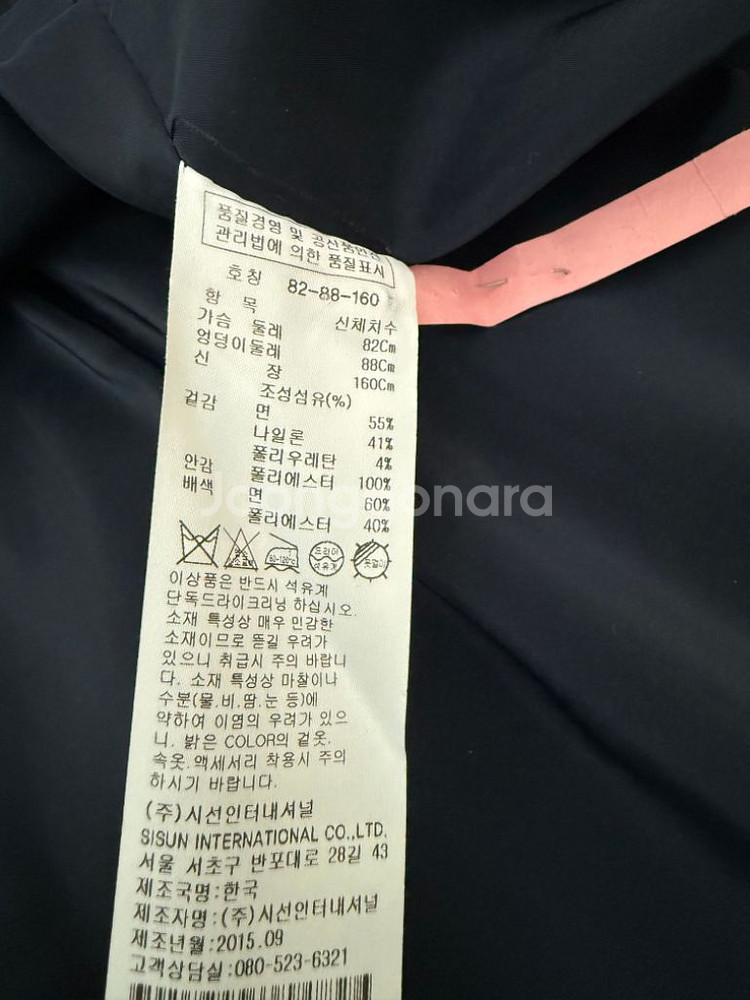 품질경영 및 공산품안전
관리법에 의한 품질표시
호칭 82-88-160
항 목 신체치수
가슴 둘레 82Cm
엉덩이둘레 88Cm
신 장 160Cm
조성섬유(%)
겉감 면 55%
나일론 41%
폴리우레탄 4%
안감 폴리에스터 100%
배색 면 60%
폴리에스터 40%
80-120℃ 드라이 석유계 옷걸이
이상품은 반드시 석유계
단독드라이크리닝 하십시오.
소재 특성상 매우 민감한
소재이므로 뜯길 우려가
있으니 취급시 주의 바랍니
다. 소재 특성상 마찰이나
수분(물.비.땀.눈 등)에
약하여 이염의 우려가 있으
니. 밝은 COLOR의 겉옷.
속옷.액세서리 착용시 주의
하시기 바랍니다.
(주)시선인터내셔널
SISUN INTERNATIONAL CO.,LTD.
서울 서초구 반포대로 28길 43
제조국명:한국
제조자명:(주)시선인터내셔널
제조년월:2015.09
고객상담실:080-523-6321
Joongonara